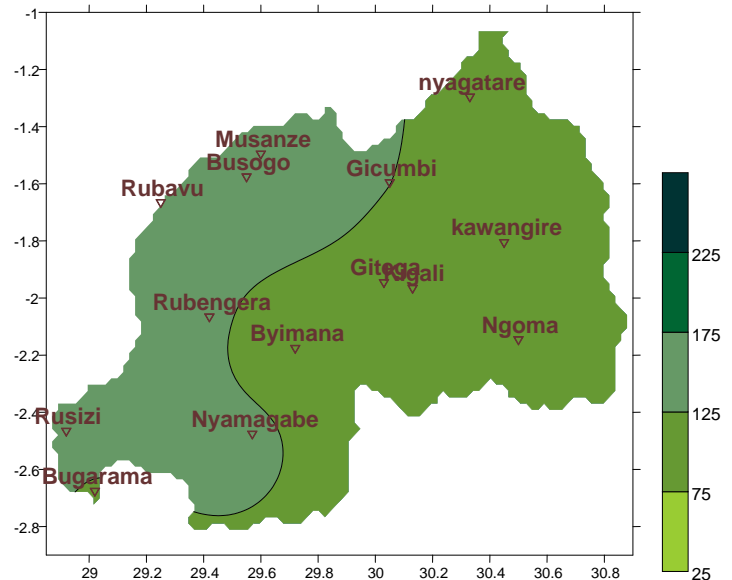 -1
-1.2
-1.4
-1.6
-1.8
-2
-2.2
-2.4
-2.6
-2.8
nyagatare
Musanze
Busogo
Gicumbi
Rubavu
kawangire
Gitega
Kigali
Rubengera
Byimana
Ngoma
Rusizi
Nyamagabe
Bugarama
29
29.2
29.4
29.6
29.8
30
30.2
30.4
30.6
30.8
225
175
125
75
25